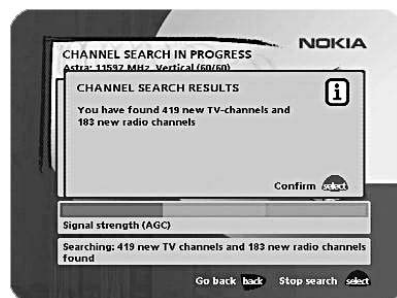 NOKIA
CHANNEL SEARCH IN PROGRESS
Astra: 11597 MHz, Vertical (60/60)
CHANNEL SEARCH RESULTS
i
You have found 419 new TV-channels and
183 new radio channels
Confirm select
Signal strength (AGC)
Searching: 419 new TV channels and 183 new radio channels
found
Go back back Stop search select